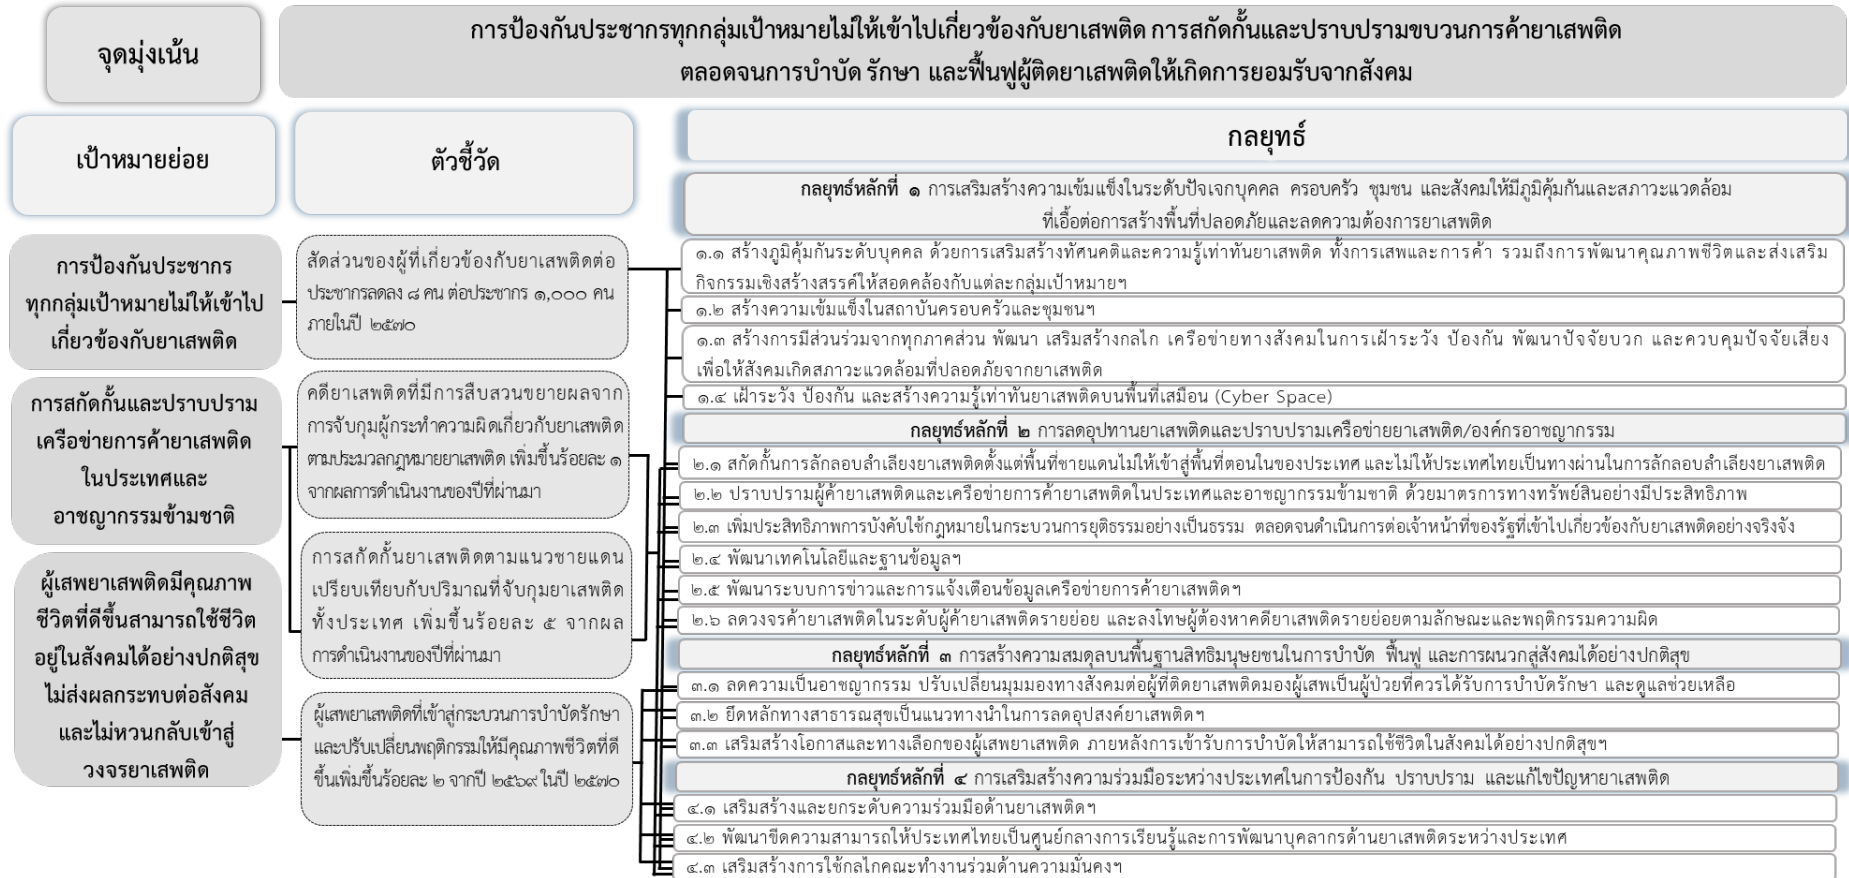 จุดมุ่งเน้น
การป้องกันประชากรทุกกลุ่มเป้าหมายไม่ให้เข้าไปเกี่ยวข้องกับยาเสพติด การสกัดกั้นและปราบปรามขบวนการค้ายาเสพติด
ตลอดจนการบำบัด รักษา และฟื้นฟูผู้ติดยาเสพติดให้เกิดการยอมรับจากสังคม
เป้าหมายย่อย
ตัวชี้วัด
กลยุทธ์
การป้องกันประชากร
ทุกกลุ่มเป้าหมายไม่ให้เข้าไป
เกี่ยวข้องกับยาเสพติด
การสกัดกั้นและปราบปราม
เครือข่ายการค้ายาเสพติด
ในประเทศและ
อาชญากรรมข้ามชาติ
ผู้เสพยาเสพติดมีคุณภาพ
ชีวิตที่ดีขึ้นสามารถใช้ชีวิต
อยู่ในสังคมได้อย่างปกติสุข
ไม่ส่งผลกระทบต่อสังคม
และไม่หวนกลับเข้าสู่
วงจรยาเสพติด
สัดส่วนของผู้ที่เกี่ยวข้องกับยาเสพติดต่อ
ประชากรลดลง ๘ คน ต่อประชากร ๑,๐๐๐ คน
ภายในปี ๒๕๗๐
คดียาเสพติดที่มีการสืบสวนขยายผลจาก
การจับกุมผู้กระทำความผิดเกี่ยวกับยาเสพติด
ตามประมวลกฎหมายยาเสพติด เพิ่มขึ้นร้อยละ ๑
จากผลการดำเนินงานของปีที่ผ่านมา
การสกัดกั้นยาเสพติดตามแนวชายแดน
เปรียบเทียบกับปริมาณที่จับกุมยาเสพติด
ทั้งประเทศ เพิ่มขึ้นร้อยละ ๕ จากผล
การดำเนินงานของปีที่ผ่านมา
ผู้เสพยาเสพติดที่เข้าสู่กระบวนการบำบัดรักษา
และปรับเปลี่ยนพฤติกรรมให้มีคุณภาพชีวิตที่ดี
ขึ้นเพิ่มขึ้นร้อยละ ๒ จากปี ๒๕๖๙ ในปี ๒๕๗๐
กลยุทธ์หลักที่ ๑ การเสริมสร้างความเข้มแข็งในระดับปัจเจกบุคคล ครอบครัว ชุมชน และสังคมให้มีภูมิคุ้มกันและสภาวะแวดล้อม
ที่เอื้อต่อการสร้างพื้นที่ปลอดภัยและลดความต้องการยาเสพติด
๑.๑ สร้างภูมิคุ้มกันระดับบุคคล ด้วยการเสริมสร้างทัศนคติและความรู้เท่าทันยาเสพติด ทั้งการเสพและการค้า รวมถึงการพัฒนาคุณภาพชีวิตและส่งเสริม
กิจกรรมเชิงสร้างสรรค์ให้สอดคล้องกับแต่ละกลุ่มเป้าหมายฯ
๑.๒ สร้างความเข้มแข็งในสถาบันครอบครัวและชุมชนฯ
๑.๓ สร้างการมีส่วนร่วมจากทุกภาคส่วน พัฒนา เสริมสร้างกลไก เครือข่ายทางสังคมในการเฝ้าระวัง ป้องกัน พัฒนาปัจจัยบวก และควบคุมปัจจัยเสี่ยง
เพื่อให้สังคมเกิดสภาวะแวดล้อมที่ปลอดภัยจากยาเสพติด
๑.๔ เฝ้าระวัง ป้องกัน และสร้างความรู้เท่าทันยาเสพติดบนพื้นที่เสมือน (Cyber Space)
กลยุทธ์หลักที่ ๒ การลดอุปทานยาเสพติดและปราบปรามเครือข่ายยาเสพติด/องค์กรอาชญากรรม
๒.๑ สกัดกั้นการลักลอบลำเลียงยาเสพติดตั้งแต่พื้นที่ชายแดนไม่ให้เข้าสู่พื้นที่ตอนในของประเทศ และไม่ให้ประเทศไทยเป็นทางผ่านในการลักลอบลำเลียงยาเสพติด
๒.๒ ปราบปรามผู้ค้ายาเสพติดและเครือข่ายการค้ายาเสพติดในประเทศและอาชญากรรมข้ามชาติ ด้วยมาตรการทางทรัพย์สินอย่างมีประสิทธิภาพ
๒.๓ เพิ่มประสิทธิภาพการบังคับใช้กฎหมายในกระบวนการยุติธรรมอย่างเป็นธรรม ตลอดจนดำเนินการต่อเจ้าหน้าที่ของรัฐที่เข้าไปเกี่ยวข้องกับยาเสพติดอย่างจริงจัง
๒.๔ พัฒนาเทคโนโลยีและฐานข้อมูลฯ
๒.๕ พัฒนาระบบการข่าวและการแจ้งเตือนข้อมูลเครือข่ายการค้ายาเสพติดฯ
๒.๖ ลดวงจรค้ายาเสพติดในระดับผู้ค้ายาเสพติดรายย่อย และลงโทษผู้ต้องหาคดียาเสพติดรายย่อยตามลักษณะและพฤติกรรมความผิด
กลยุทธ์หลักที่ ๓ การสร้างความสมดุลบนพื้นฐานสิทธิมนุษยชนในการบำบัด ฟื้นฟู และการผนวกสู่สังคมได้อย่างปกติสุข
๓.๑ ลดความเป็นอาชญากรรม ปรับเปลี่ยนมุมมองทางสังคมต่อผู้ที่ติดยาเสพติดมองผู้เสพเป็นผู้ป่วยที่ควรได้รับการบำบัดรักษา และดูแลช่วยเหลือ
๓.๒ ยึดหลักทางสาธารณสุขเป็นแนวทางนำในการลดอุปสงค์ยาเสพติดฯ
๓.๓ เสริมสร้างโอกาสและทางเลือกของผู้เสพยาเสพติด ภายหลังการเข้ารับการบำบัดให้สามารถใช้ชีวิตในสังคมได้อย่างปกติสุขฯ
กลยุทธ์หลักที่ ๔ การเสริมสร้างความร่วมมือระหว่างประเทศในการป้องกัน ปราบปราม และแก้ไขปัญหายาเสพติด
๔.๑ เสริมสร้างและยกระดับความร่วมมือด้านยาเสพติดฯ
๔.๒ พัฒนาขีดความสามารถให้ประเทศไทยเป็นศูนย์กลางการเรียนรู้และการพัฒนาบุคลากรด้านยาเสพติดระหว่างประเทศ
๔.๓ เสริมสร้างการใช้กลไกคณะทำงานร่วมด้านความมั่นคงฯ